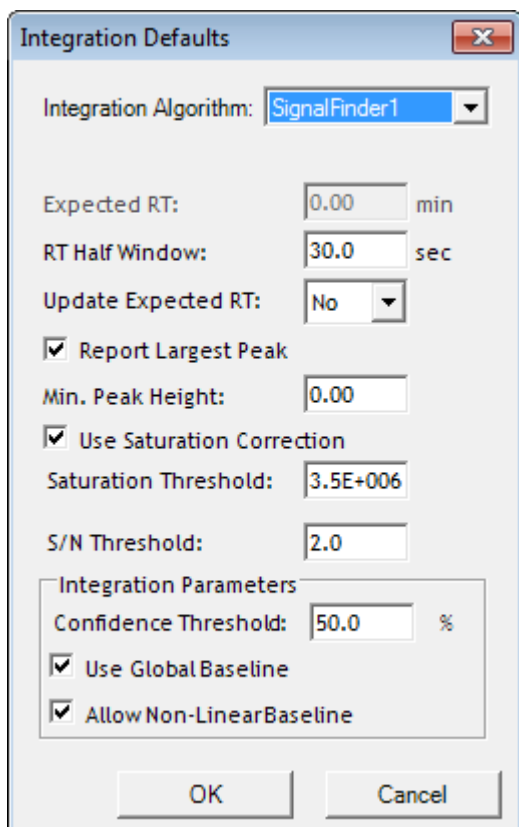 Integration Defaults
Integration Algorithm: SignalFinder1
Expected RT: 0.00 min
RT Half Window: 30.0 sec
Update Expected RT: No
Report Largest Peak
Min. Peak Height: 0.00
Use Saturation Correction
Saturation Threshold: 3.5E+006
S/N Threshold: 2.0
Integration Parameters
Confidence Threshold: 50.0 %
Use Global Baseline
Allow Non-Linear Baseline
OK Cancel